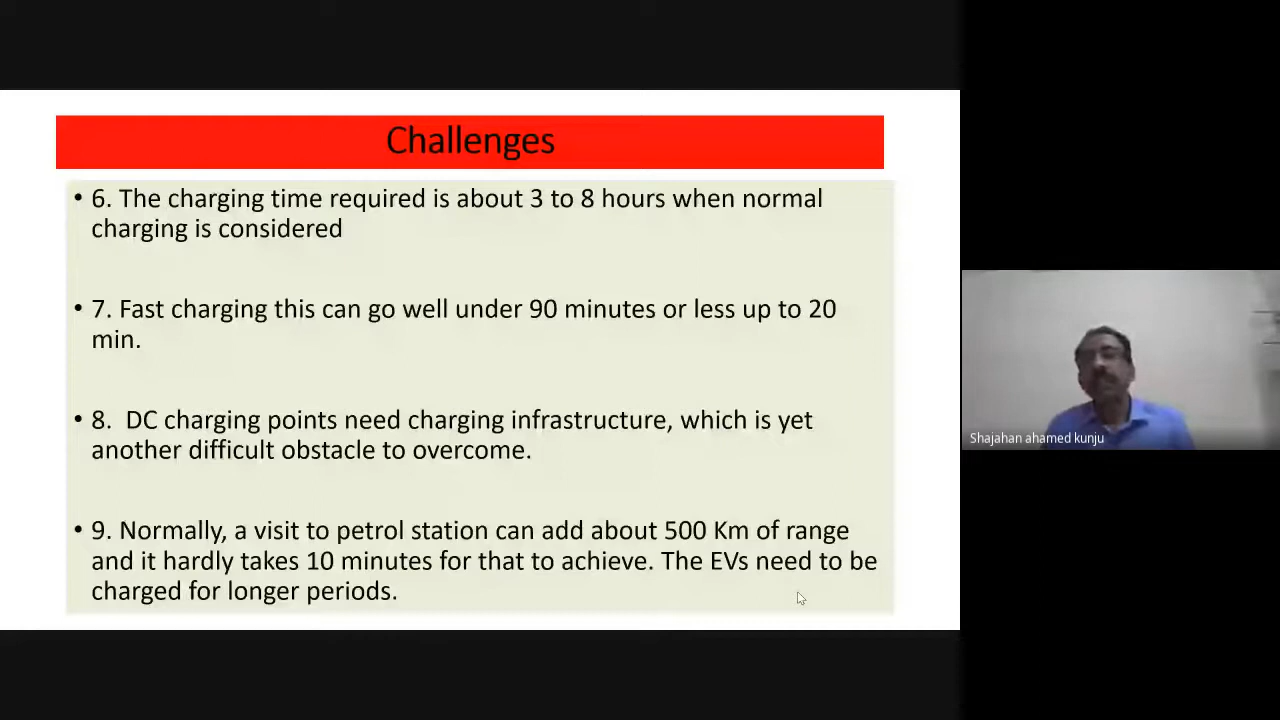 Challenges
• 6. The charging time required is about 3 to 8 hours when normal
charging is considered
• 7. Fast charging this can go well under 90 minutes or less up to 20
min.
• 8.  DC charging points need charging infrastructure, which is yet
another difficult obstacle to overcome.
• 9. Normally, a visit to petrol station can add about 500 Km of range
and it hardly takes 10 minutes for that to achieve. The EVs need to be
charged for longer periods.
Shajahan ahamed kunju